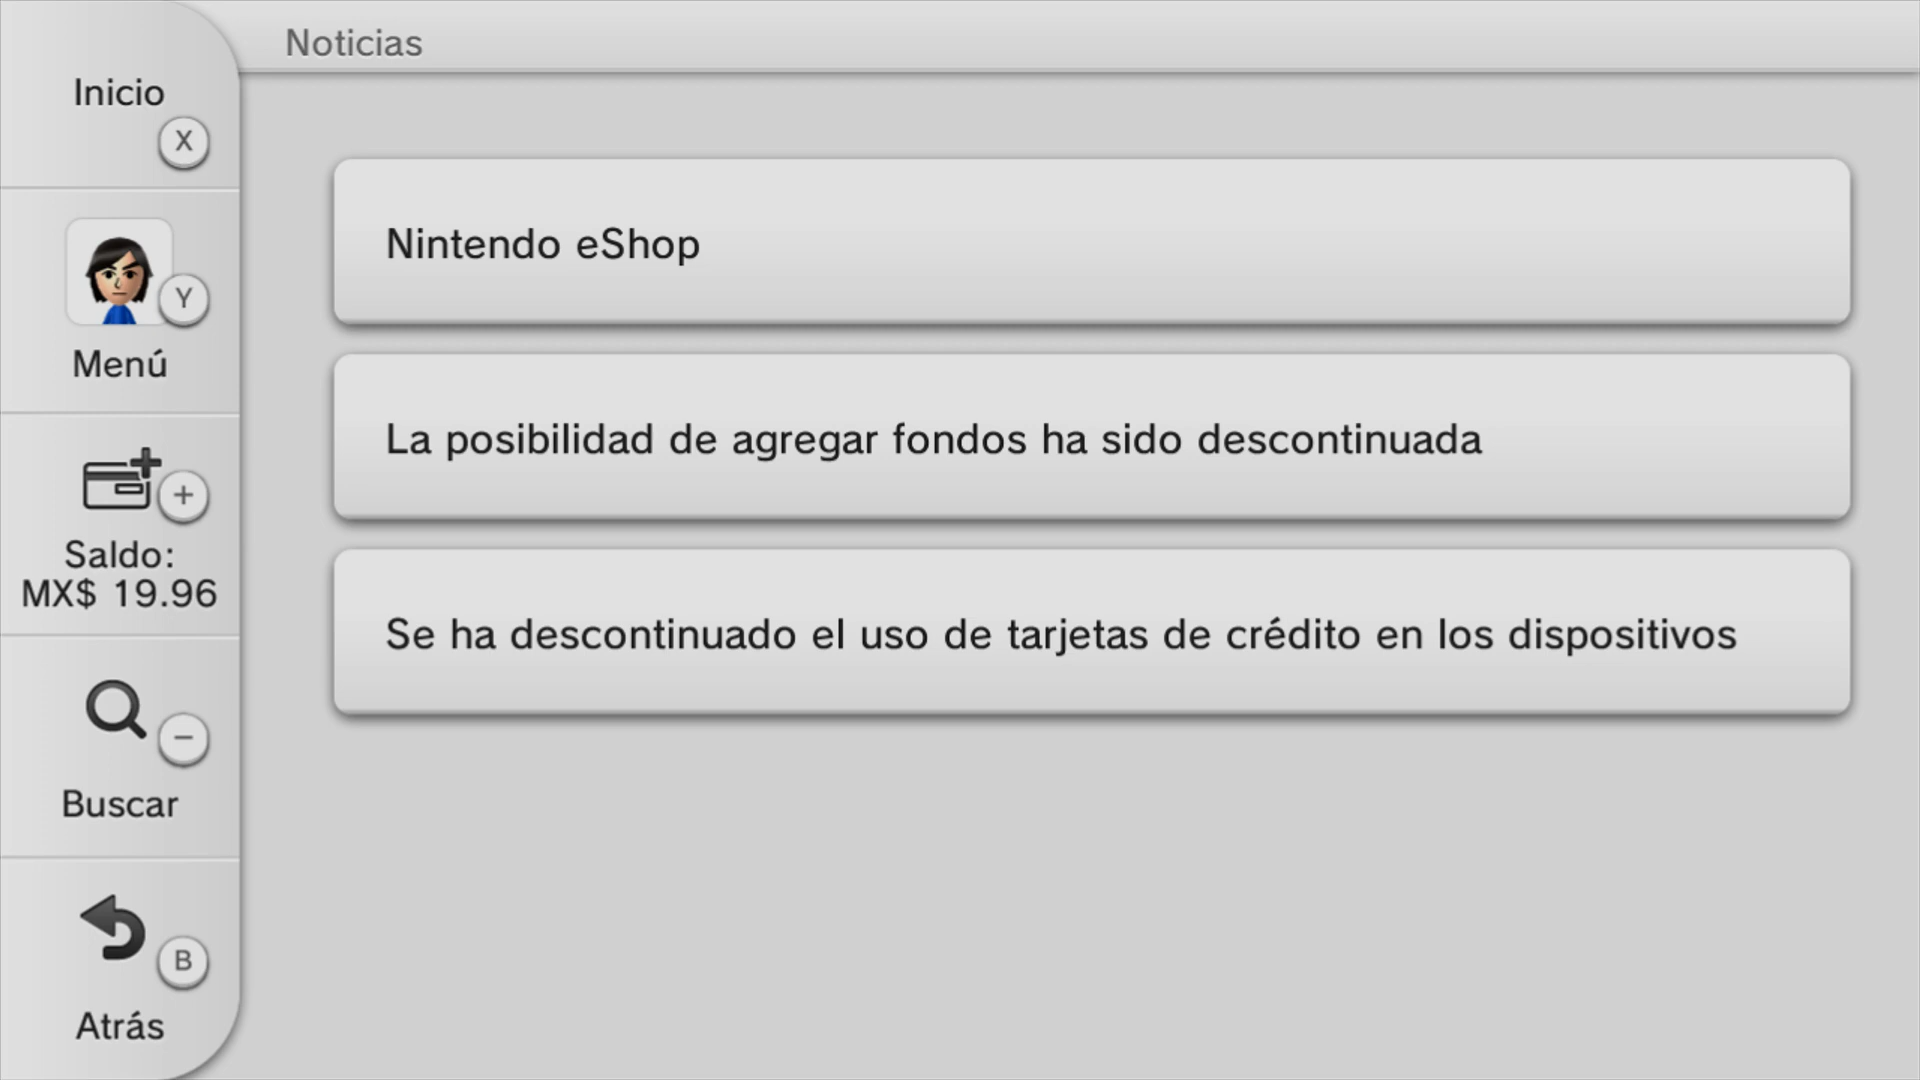 Noticias
Inicio
X
Y
Menú
+
Saldo:
MX$ 19.96
−
Buscar
B
Atrás
Nintendo eShop
La posibilidad de agregar fondos ha sido descontinuada
Se ha descontinuado el uso de tarjetas de crédito en los dispositivos